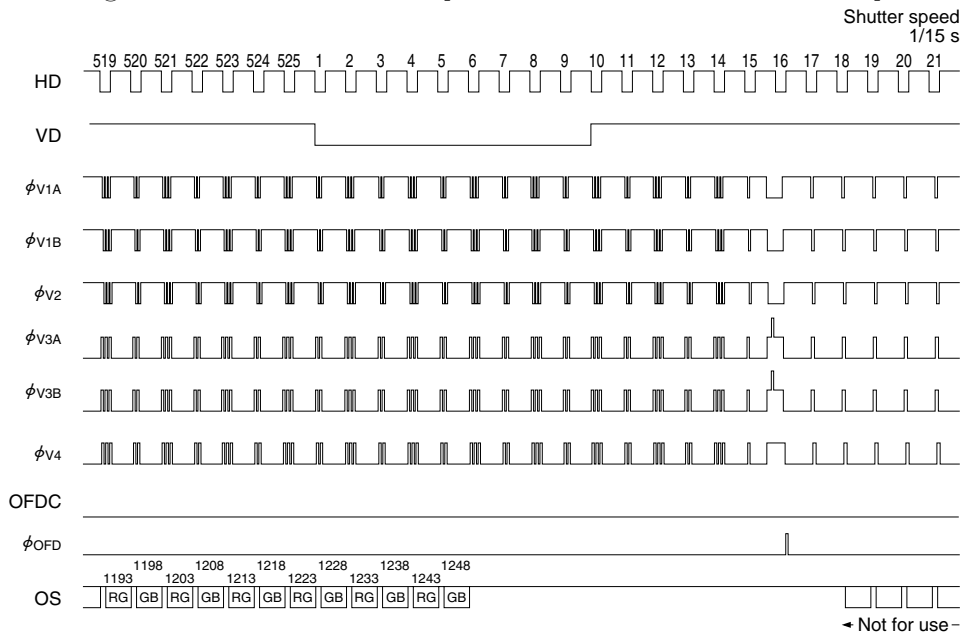 Shutter speed
1/15 s
519 520 521 522 523 524 525 1 2 3 4 5 6 7 8 9 10 11 12 13 14 15 16 17 18 19 20 21
HD
VD
ϕV1A
ϕV1B
ϕV2
ϕV3A
ϕV3B
ϕV4
OFDC
ϕOFD
1198 1208 1218 1228 1238 1248
1193 1203 1213 1223 1233 1243
OS RG GB RG GB RG GB RG GB RG GB RG GB
Not for use